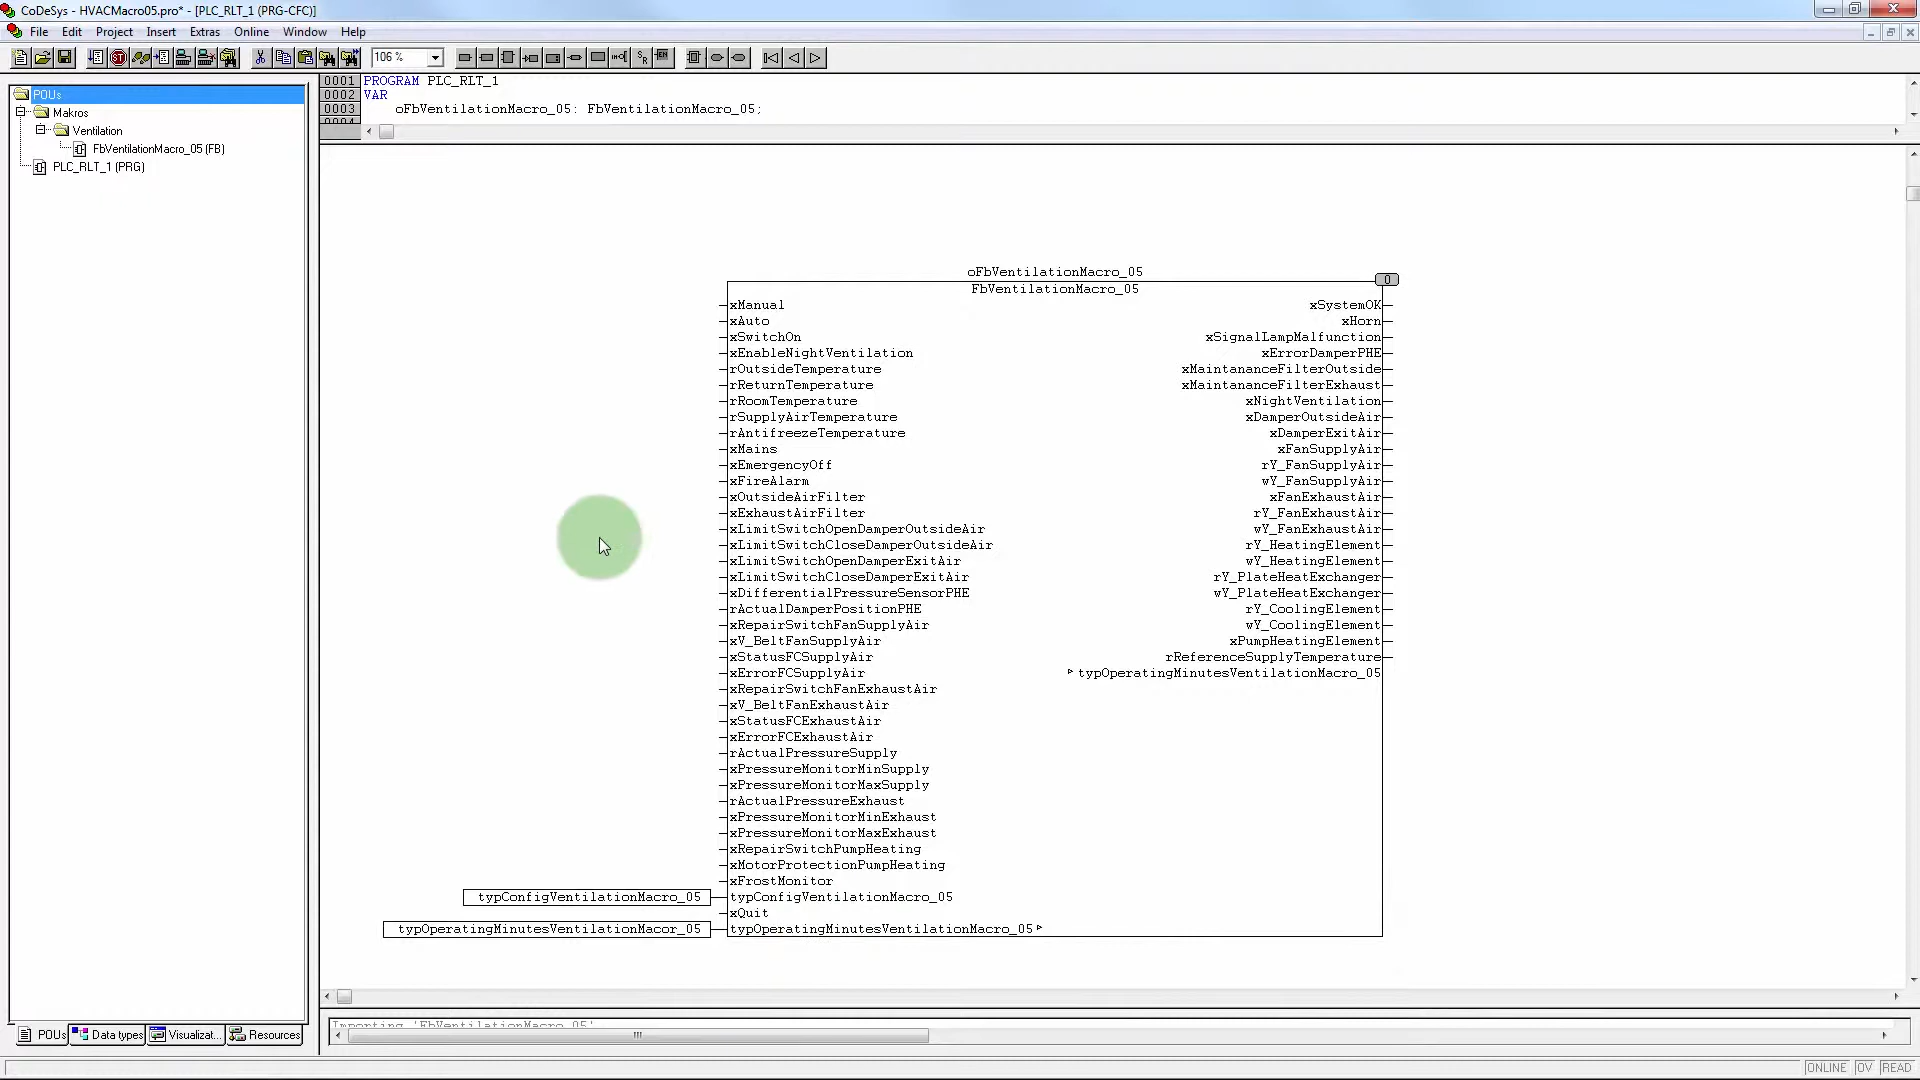 CoDeSys - HVACMacro05.pro* - [PLC_RLT_1 (PRG-CFC)]
File Edit Project Insert Extras Online Window Help
106 %
POUs
Makros
Ventilation
FbVentilationMacro_05 (FB)
PLC_RLT_1 (PRG)
0001 PROGRAM PLC_RLT_1
0002 VAR
0003 oFbVentilationMacro_05: FbVentilationMacro_05;
0004
oFbVentilationMacro_05
0
FbVentilationMacro_05
xManual xSystemOK
xAuto xHorn
xSwitchOn xSignalLampMalfunction
xEnableNightVentilation xErrorDamperPHE
rOutsideTemperature xMaintananceFilterOutside
rReturnTemperature xMaintananceFilterExhaust
rRoomTemperature xNightVentilation
rSupplyAirTemperature xDamperOutsideAir
rAntifreezeTemperature xDamperExitAir
xMains xFanSupplyAir
xEmergencyOff rY_FanSupplyAir
xFireAlarm wY_FanSupplyAir
xOutsideAirFilter xFanExhaustAir
xExhaustAirFilter rY_FanExhaustAir
xLimitSwitchOpenDamperOutsideAir wY_FanExhaustAir
xLimitSwitchCloseDamperOutsideAir rY_HeatingElement
xLimitSwitchOpenDamperExitAir wY_HeatingElement
xLimitSwitchCloseDamperExitAir rY_PlateHeatExchanger
xDifferentialPressureSensorPHE wY_PlateHeatExchanger
rActualDamperPositionPHE rY_CoolingElement
xRepairSwitchFanSupplyAir wY_CoolingElement
xV_BeltFanSupplyAir xPumpHeatingElement
xStatusFCSupplyAir rReferenceSupplyTemperature
xErrorFCSupplyAir typOperatingMinutesVentilationMacro_05
xRepairSwitchFanExhaustAir
xV_BeltFanExhaustAir
xStatusFCExhaustAir
xErrorFCExhaustAir
rActualPressureSupply
xPressureMonitorMinSupply
xPressureMonitorMaxSupply
rActualPressureExhaust
xPressureMonitorMinExhaust
xPressureMonitorMaxExhaust
xRepairSwitchPumpHeating
xMotorProtectionPumpHeating
xFrostMonitor
typConfigVentilationMacro_05 typConfigVentilationMacro_05
xQuit
typOperatingMinutesVentilationMacor_05 typOperatingMinutesVentilationMacro_05
Importing 'FbVentilationMacro_05'
POUs Data types Visualizat... Resources
ONLINE OV READ